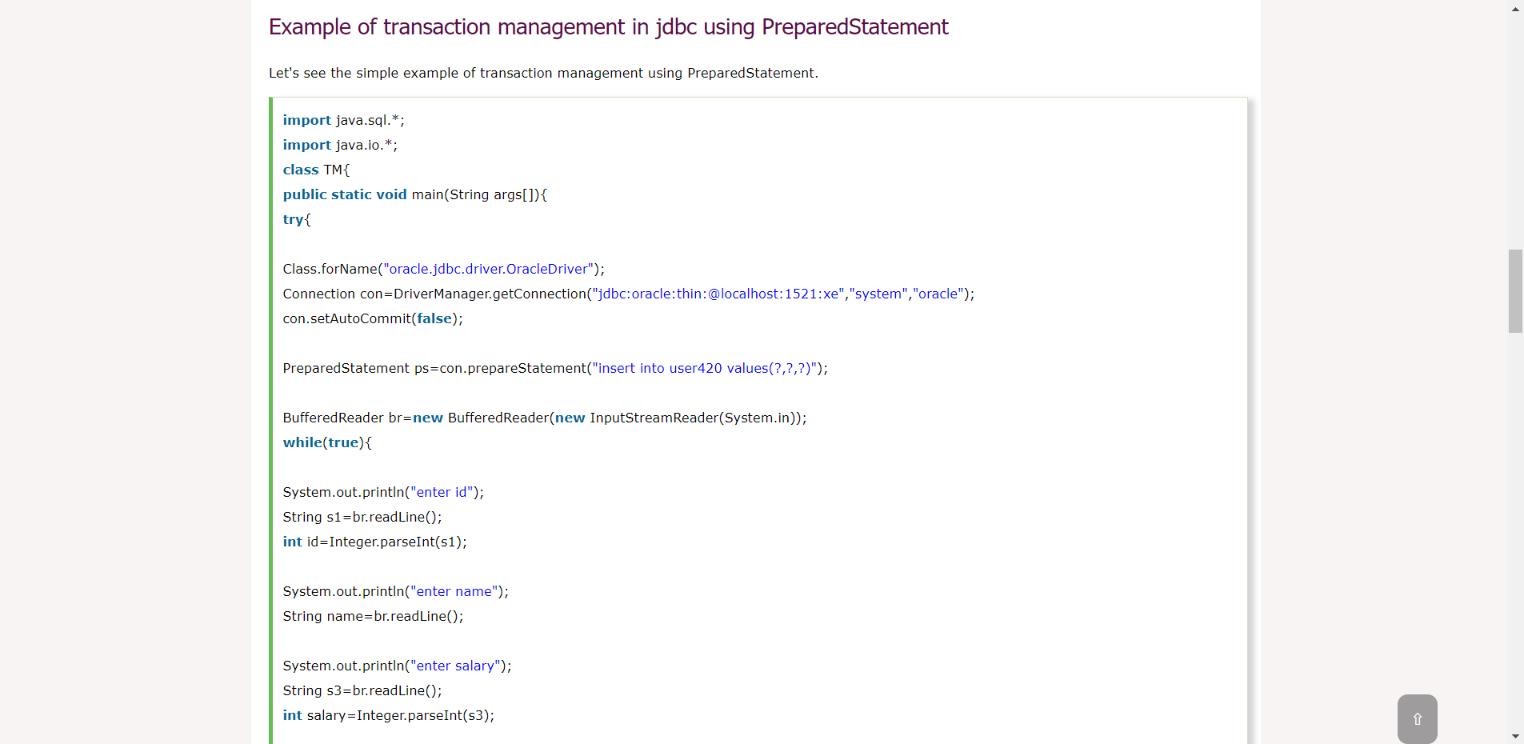 Example of transaction management in jdbc using PreparedStatement
Let's see the simple example of transaction management using PreparedStatement.
import java.sql.*;
import java.io.*;
class TM{
public static void main(String args[]){
try{
Class.forName("oracle.jdbc.driver.OracleDriver");
Connection con=DriverManager.getConnection("jdbc:oracle:thin:@localhost:1521:xe","system","oracle");
con.setAutoCommit(false);
PreparedStatement ps=con.prepareStatement("insert into user420 values(?,?,?)");
BufferedReader br=new BufferedReader(new InputStreamReader(System.in));
while(true){
System.out.println("enter id");
String s1=br.readLine();
int id=Integer.parseInt(s1);
System.out.println("enter name");
String name=br.readLine();
System.out.println("enter salary");
String s3=br.readLine();
int salary=Integer.parseInt(s3);